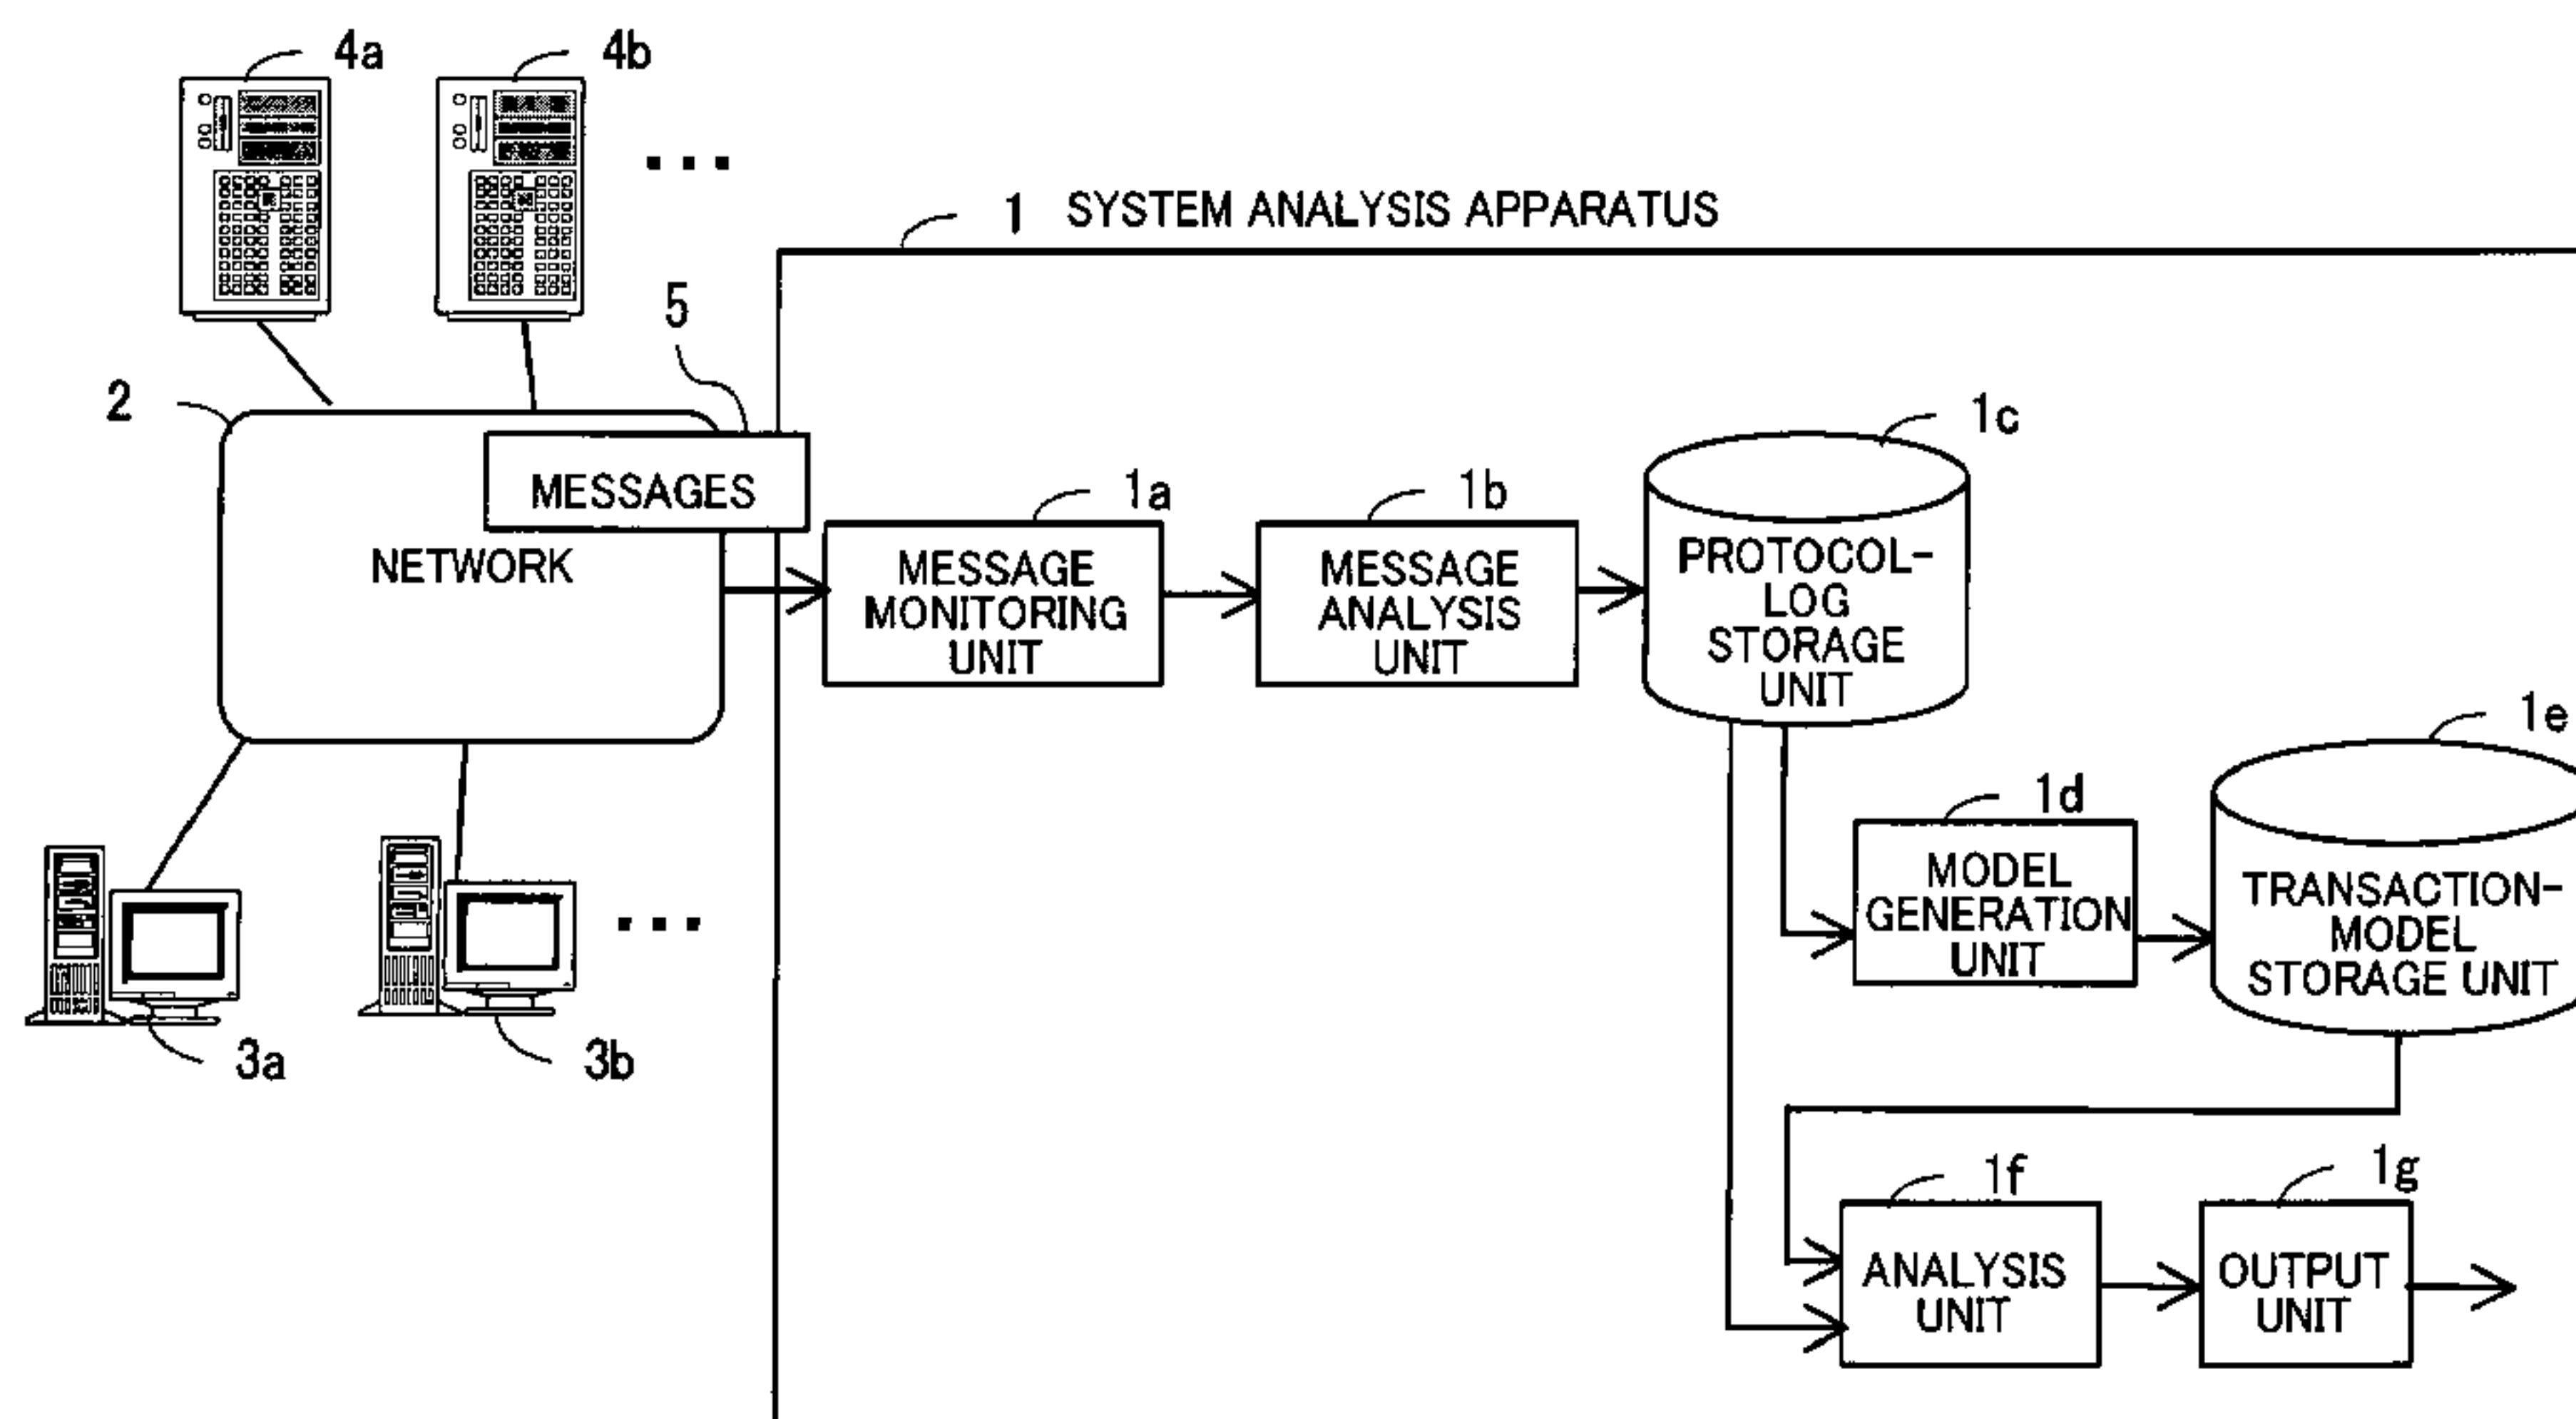 4a
4b
...
1 SYSTEM ANALYSIS APPARATUS
5
2
MESSAGES
NETWORK
1a
MESSAGE
MONITORING
UNIT
1b
MESSAGE
ANALYSIS
UNIT
1c
PROTOCOL-
LOG
STORAGE
UNIT
1d
MODEL
GENERATION
UNIT
1e
TRANSACTION-
MODEL
STORAGE UNIT
...
3a
3b
1f
ANALYSIS
UNIT
1g
OUTPUT
UNIT